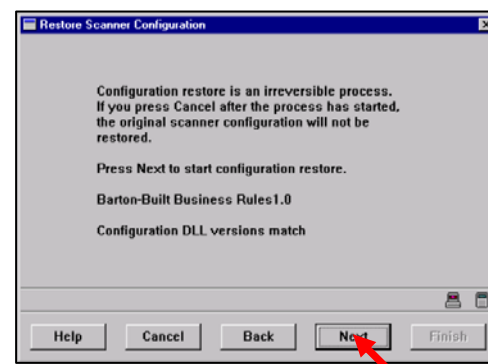 Restore Scanner Configuration
Configuration restore is an irreversible process.
If you press Cancel after the process has started,
the original scanner configuration will not be
restored.
Press Next to start configuration restore.
Barton-Built Business Rules1.0
Configuration DLL versions match
Help
Cancel
Back
Next
Finish